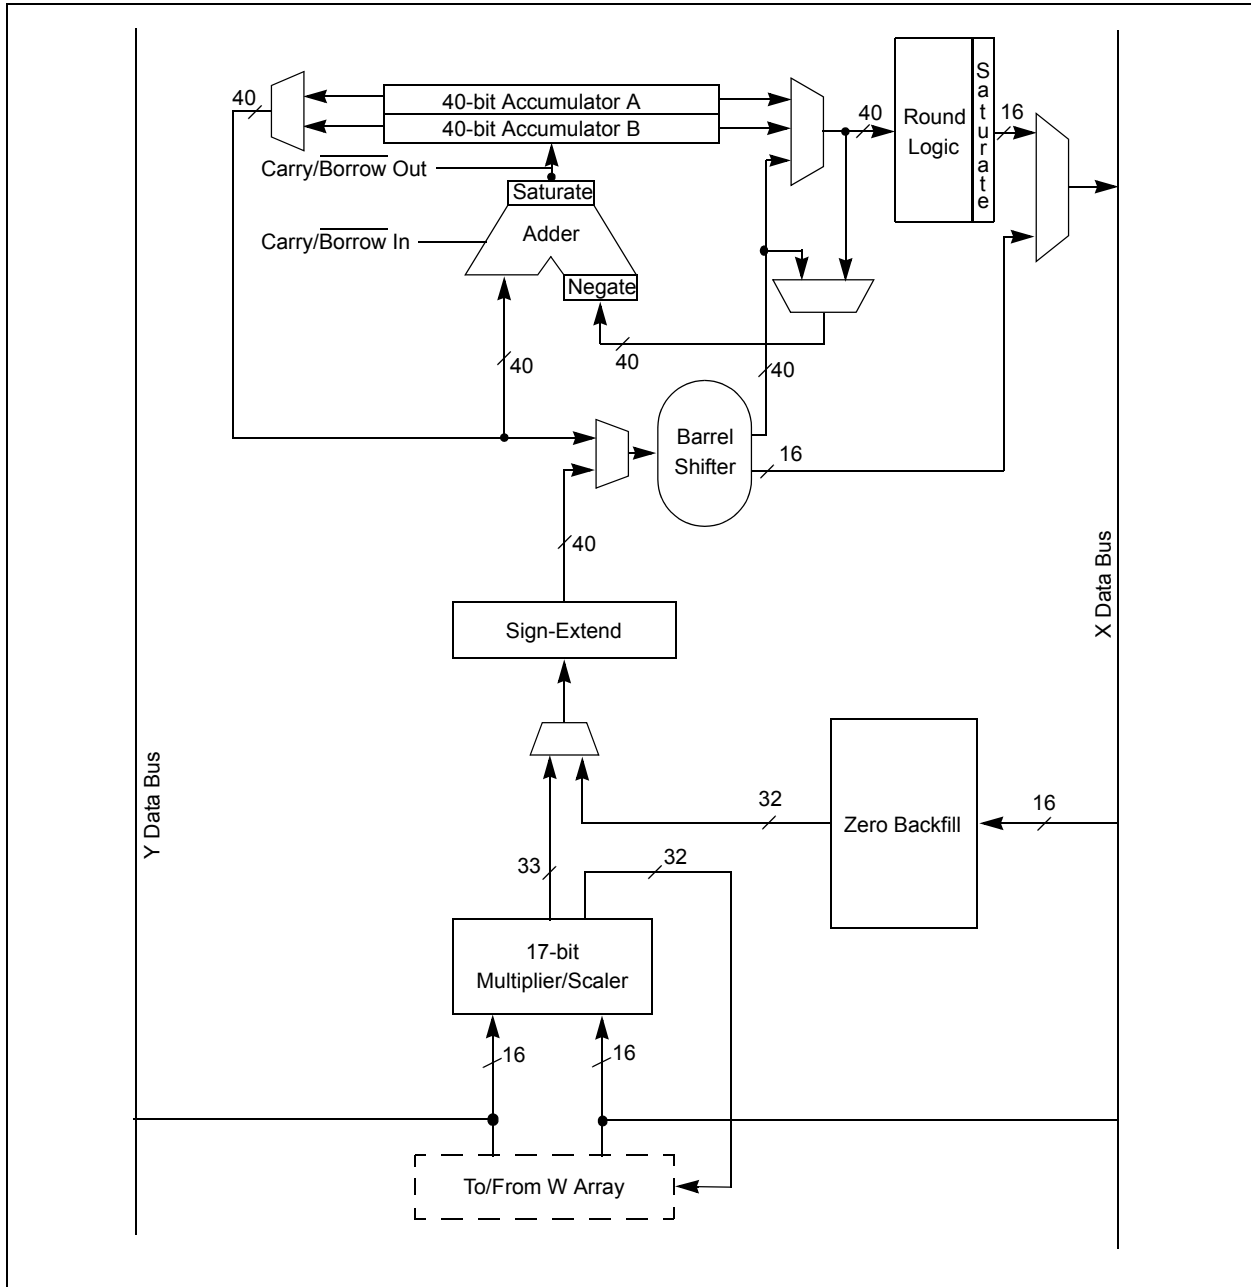 40
40-bit Accumulator A
40-bit Accumulator B
40
Round
Logic
Saturate
16
Carry/Borrow Out
Saturate
Carry/Borrow In
Adder
Negate
40
40
40
Barrel
Shifter
16
40
Sign-Extend
X Data Bus
Y Data Bus
32
Zero Backfill
16
33
32
17-bit
Multiplier/Scaler
16
16
To/From W Array